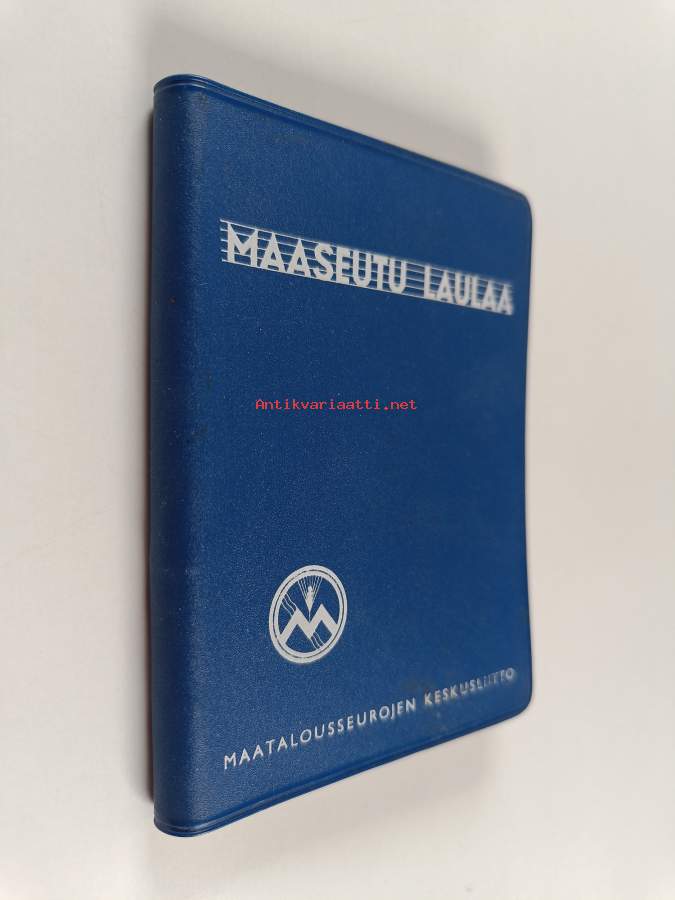 MAASEUTU LAULAA
Antikvariaatti.net
MAATALOUSSEUROJEN KESKUSLIITTO